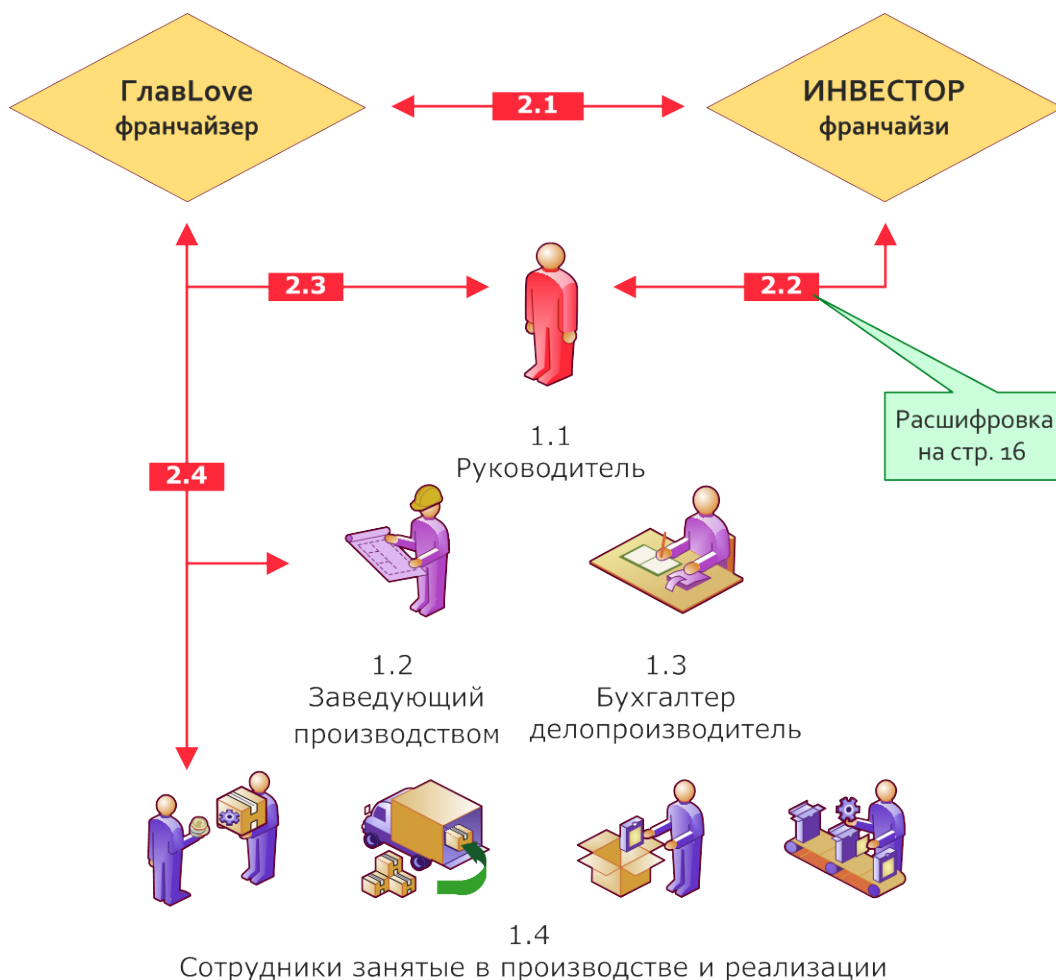 ГлавLove
франчайзер
2.1
ИНВЕСТОР
франчайзи
2.3
2.2
Расшифровка
на стр. 16
1.1
Руководитель
2.4
1.2
Заведующий
производством
1.3
Бухгалтер
делопроизводитель
1.4
Сотрудники занятые в производстве и реализации